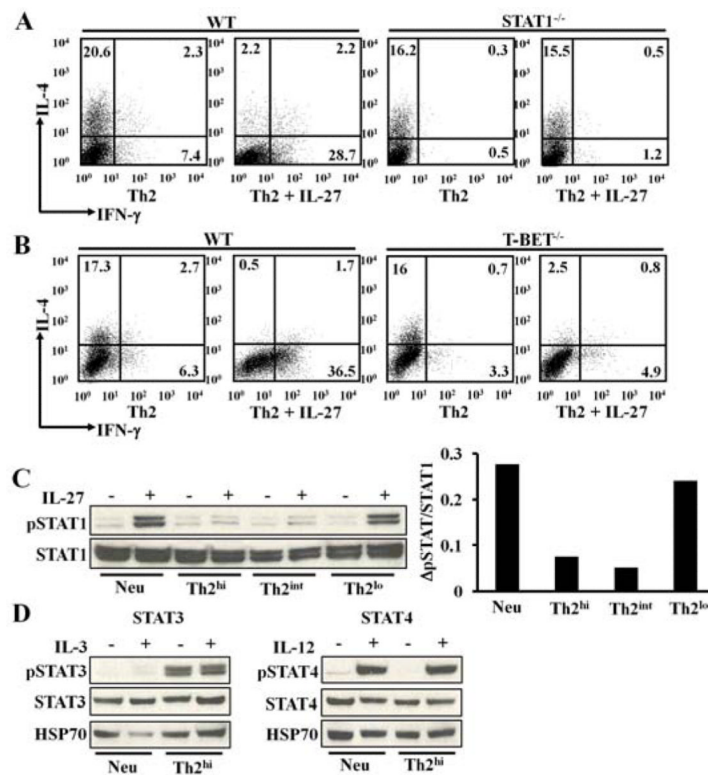 A
WT
STAT1-/-
10⁴ 20.6 2.3 10⁴ 2.2 2.2 10⁴ 16.2 0.3 10⁴ 15.5 0.5
10³ 10³ 10³ 10³
10² 10² 10² 10²
10¹ 10¹ 10¹ 10¹
10⁰ 7.4 10⁰ 28.7 10⁰ 0.5 10⁰ 1.2
10⁰ 10¹ 10² 10³ 10⁴ 10⁰ 10¹ 10² 10³ 10⁴ 10⁰ 10¹ 10² 10³ 10⁴ 10⁰ 10¹ 10² 10³ 10⁴
IL-4
Th2 Th2 + IL-27 Th2 Th2 + IL-27
IFN-γ
B
WT
T-BET-/-
10⁴ 17.3 2.7 10⁴ 0.5 1.7 10⁴ 16 0.7 10⁴ 2.5 0.8
10³ 10³ 10³ 10³
10² 10² 10² 10²
10¹ 10¹ 10¹ 10¹
10⁰ 6.3 10⁰ 36.5 10⁰ 3.3 10⁰ 4.9
10⁰ 10¹ 10² 10³ 10⁴ 10⁰ 10¹ 10² 10³ 10⁴ 10⁰ 10¹ 10² 10³ 10⁴ 10⁰ 10¹ 10² 10³ 10⁴
IL-4
Th2 Th2 + IL-27 Th2 Th2 + IL-27
IFN-γ
C
IL-27 - + - + - + - +
pSTAT1
STAT1
Neu Th2hi Th2int Th2lo
ΔpSTAT/STAT1
0.3
0.2
0.1
0
Neu Th2hi Th2int Th2lo
D
STAT3
IL-3 - + - +
pSTAT3
STAT3
HSP70
Neu Th2hi
STAT4
IL-12 - + - +
pSTAT4
STAT4
HSP70
Neu Th2hi